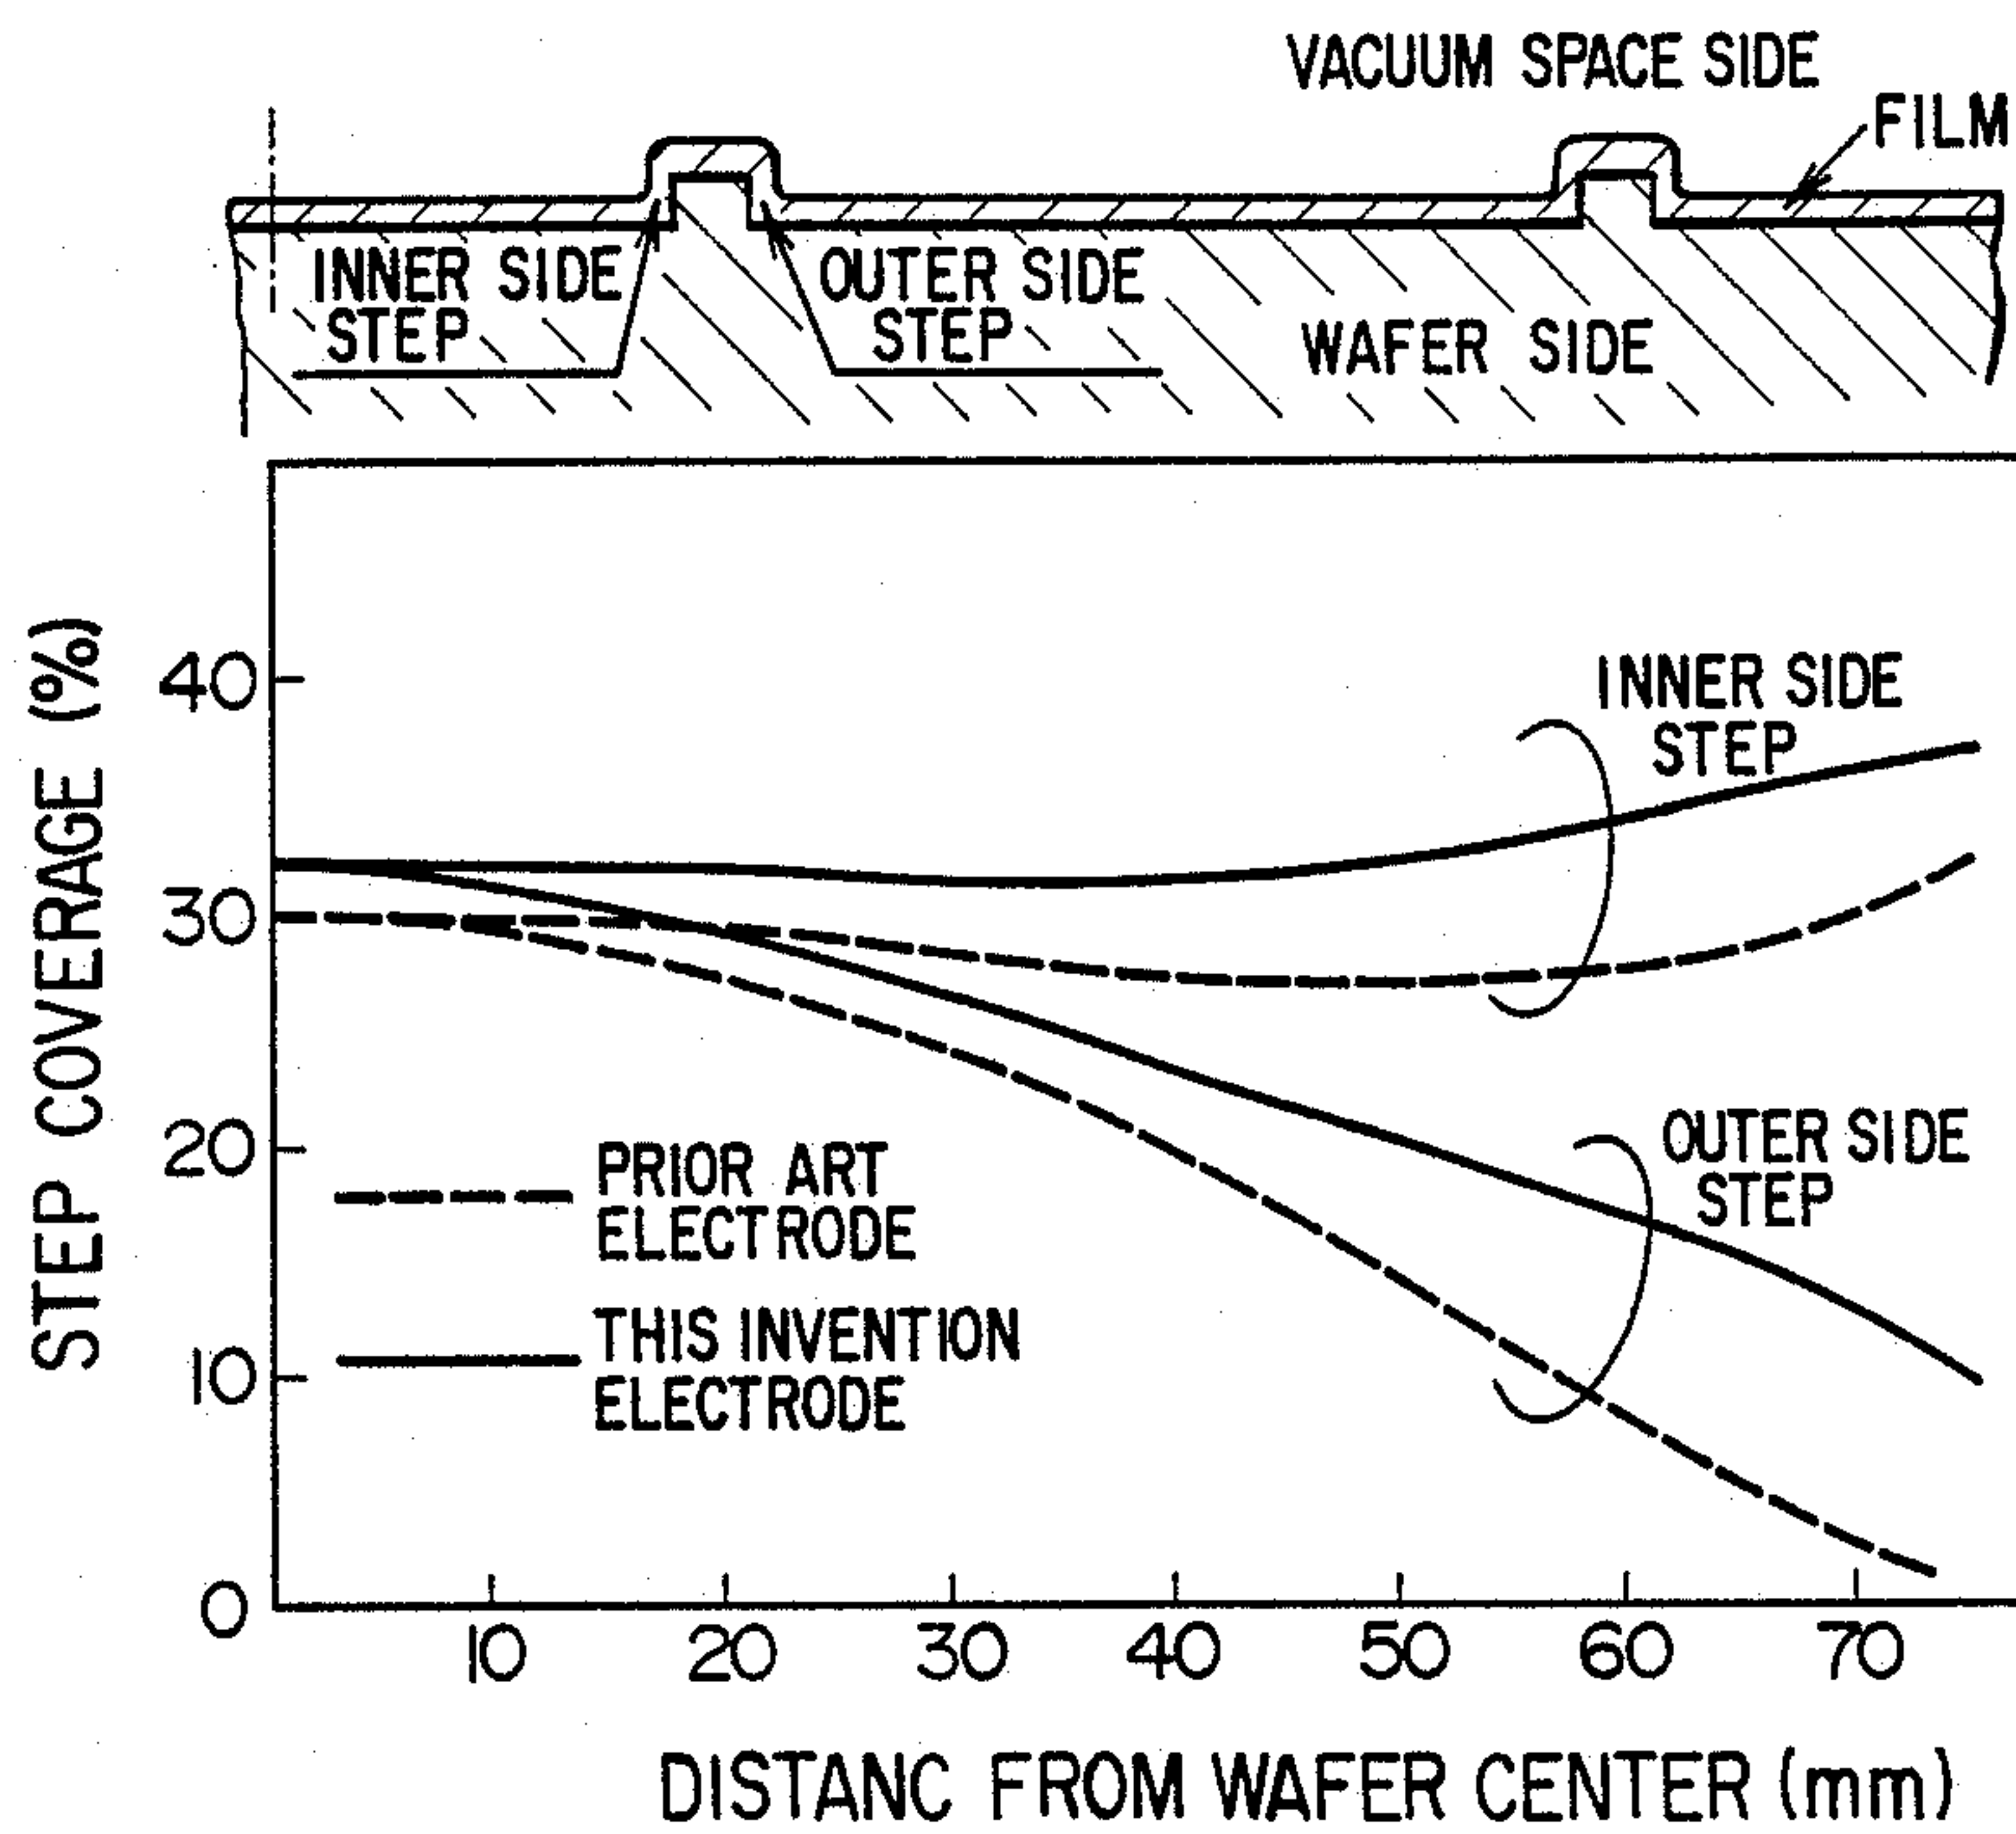 VACUUM SPACE SIDE
FILM
INNER SIDE
STEP
OUTER SIDE
STEP
WAFER SIDE
STEP COVERAGE (%)
40
30
20
10
0
INNER SIDE
STEP
OUTER SIDE
STEP
PRIOR ART
ELECTRODE
THIS INVENTION
ELECTRODE
10 20 30 40 50 60 70
DISTANC FROM WAFER CENTER (mm)